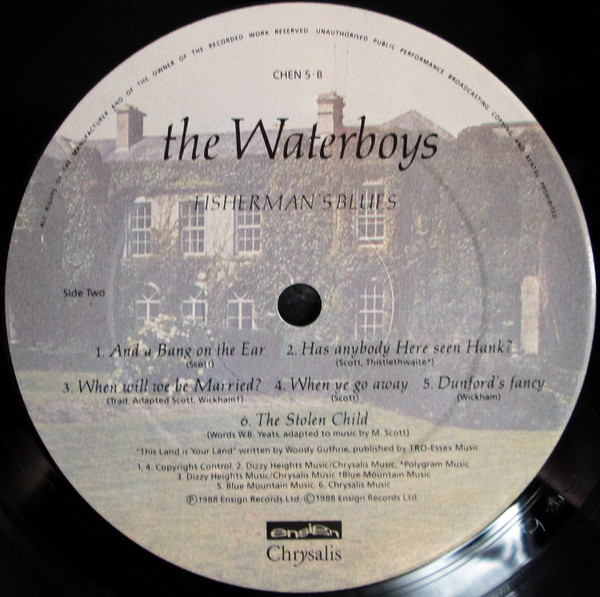 ALL RIGHTS OF THE MANUFACTURER AND OF THE OWNER OF THE RECORDED WORK RESERVED. UNAUTHORISED PUBLIC PERFORMANCE BROADCASTING COPYING AND RENTAL PROHIBITED
CHEN 5-B
the Waterboys
FISHERMAN'S BLUES
Side Two
1. And a Bang on the Ear 2. Has anybody Here seen Hank?
(Scott) (Scott, Thistlethwaite*)
3. When will we be Married? 4. When ye go away 5. Dunford's fancy
(Trad. Adapted Scott, Wickham†) (Scott) (Wickham)
6. The Stolen Child
(Words W.B. Yeats, adapted to music by M. Scott)
"This Land is Your Land" written by Woody Guthrie, published by TRO-Essex Music
1, 4. Copyright Control. 2. Dizzy Heights Music/Chrysalis Music, *Polygram Music
3. Dizzy Heights Music/Chrysalis Music †Blue Mountain Music
5. Blue Mountain Music. 6. Chrysalis Music
Ⓟ1988 Ensign Records Ltd. ©1988 Ensign Records Ltd.
ensign
Chrysalis